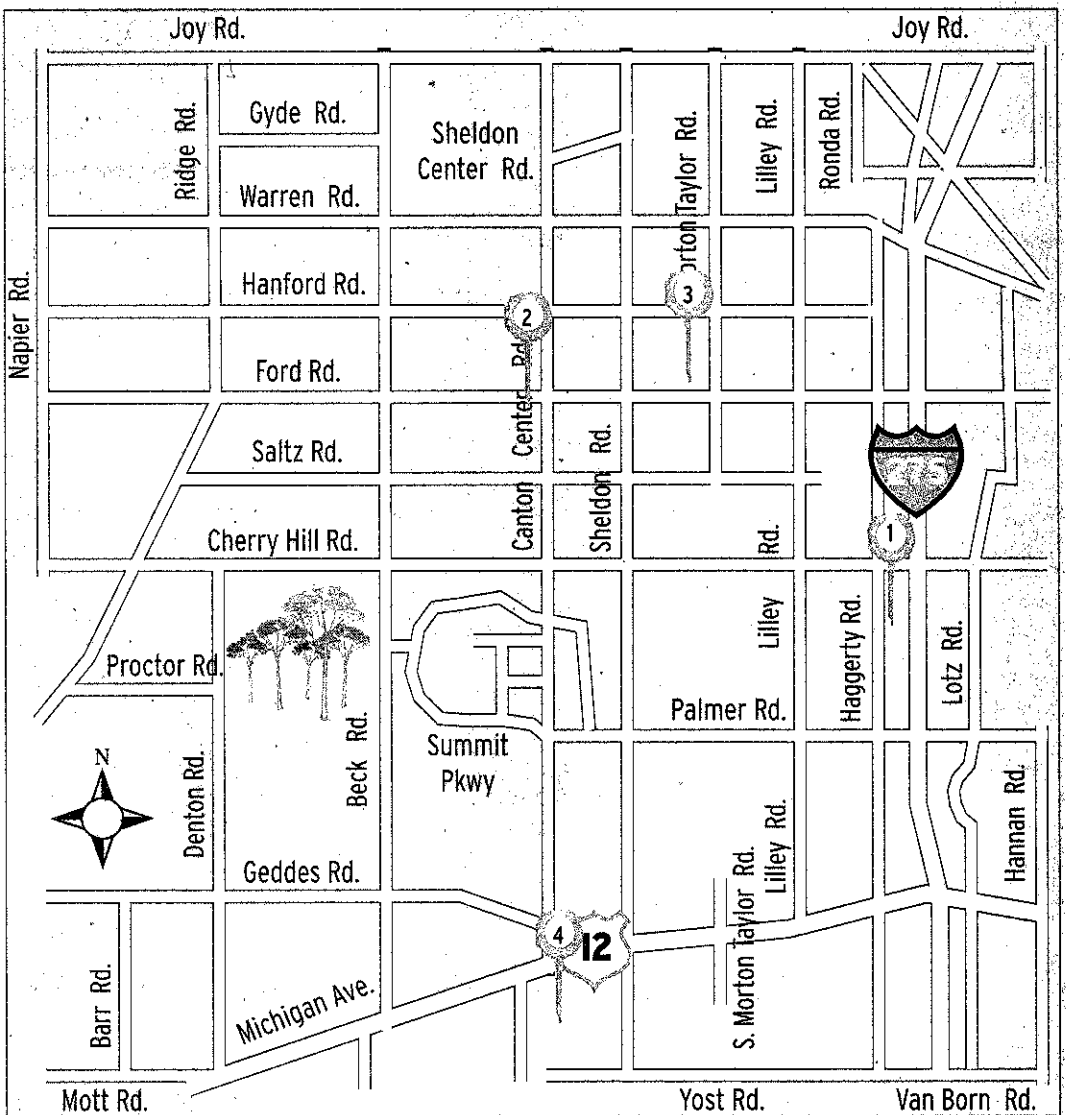 Joy Rd.
Joy Rd.
Ridge Rd.
Gyde Rd.
Sheldon
Center Rd.
Warren Rd.
orton Taylor Rd.
Lilley Rd.
Ronda Rd.
Napier Rd.
Hanford Rd.
2
3
Ford Rd.
Canton Center Rd.
Saltz Rd.
Sheldon Rd.
Cherry Hill Rd.
1
Lilley Rd.
Haggerty Rd.
Lotz Rd.
Proctor Rd.
Palmer Rd.
Beck Rd.
Summit
Pkwy
N
Denton Rd.
Geddes Rd.
Lilley Rd.
S. Morton Taylor Rd.
Hannan Rd.
4
12
Barr Rd.
Michigan Ave.
Mott Rd.
Yost Rd.
Van Born Rd.